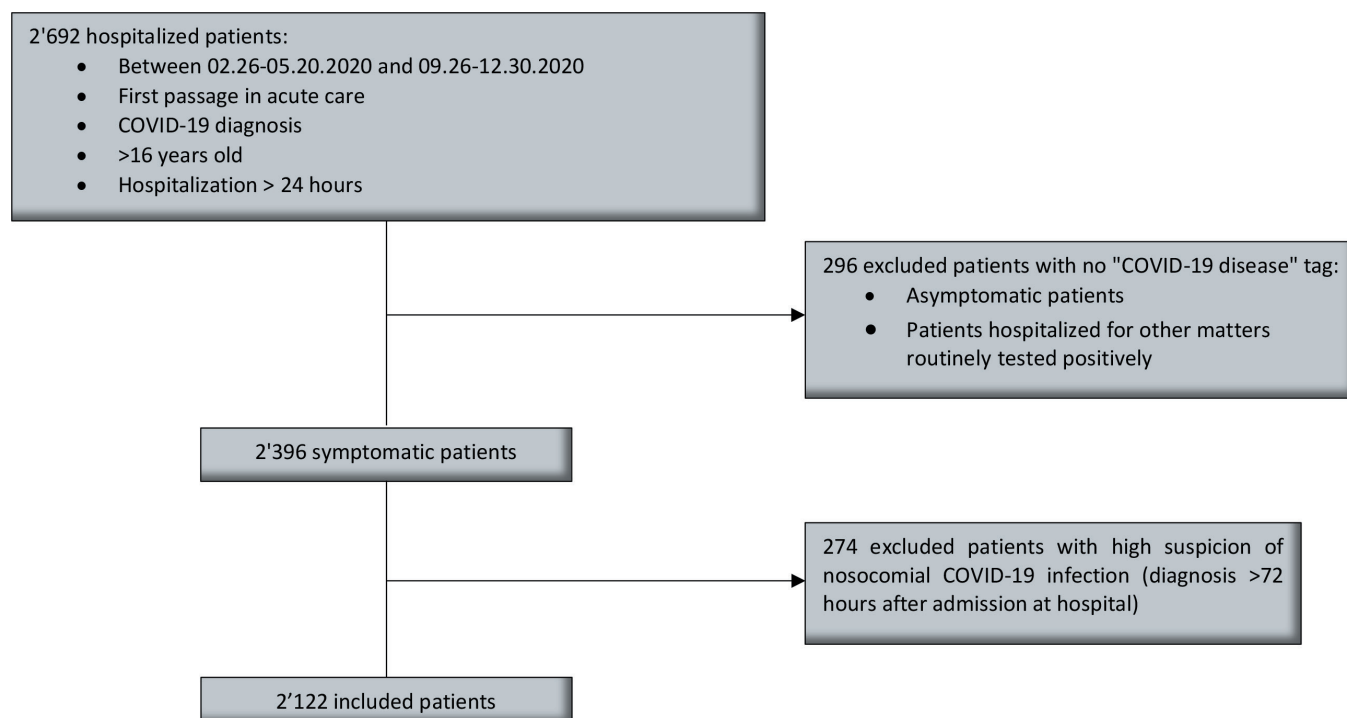 2'692 hospitalized patients:
• Between 02.26-05.20.2020 and 09.26-12.30.2020
• First passage in acute care
• COVID-19 diagnosis
• >16 years old
• Hospitalization > 24 hours
296 excluded patients with no "COVID-19 disease" tag:
• Asymptomatic patients
• Patients hospitalized for other matters
routinely tested positively
2'396 symptomatic patients
274 excluded patients with high suspicion of
nosocomial COVID-19 infection (diagnosis >72
hours after admission at hospital)
2’122 included patients